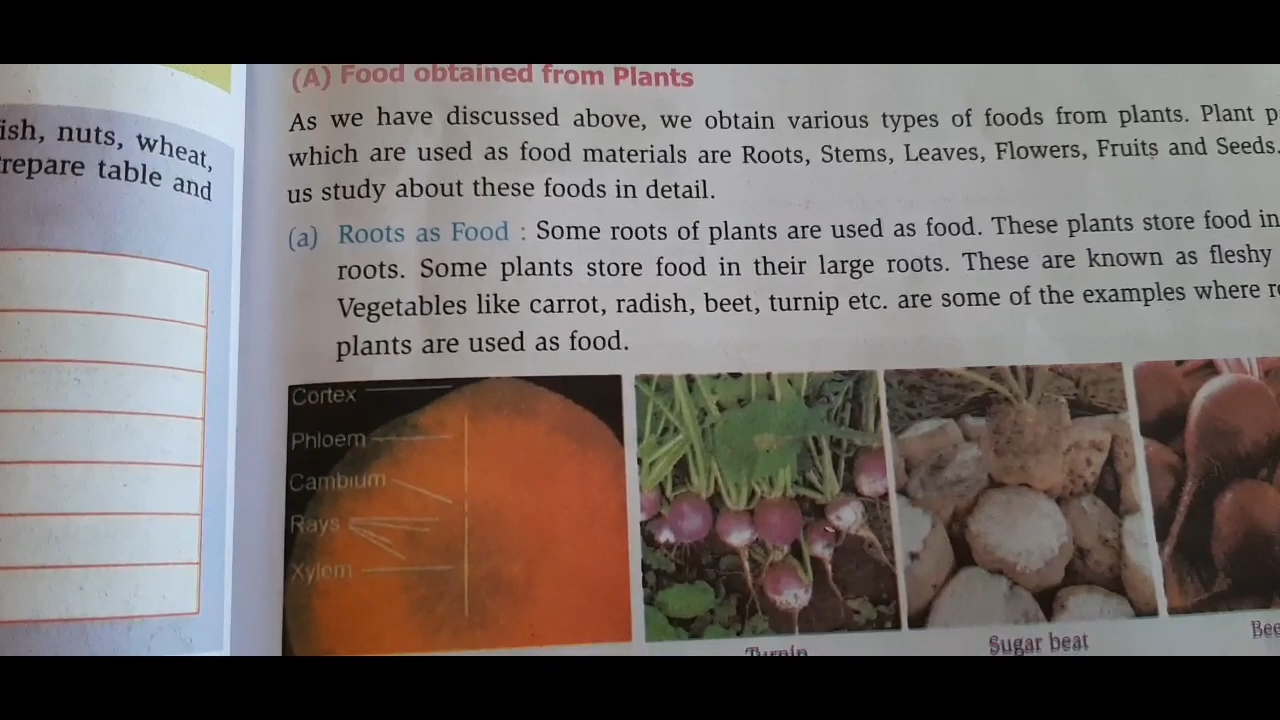 ish, nuts, wheat,
repare table and
(A) Food obtained from Plants
As we have discussed above, we obtain various types of foods from plants. Plant p
which are used as food materials are Roots, Stems, Leaves, Flowers, Fruits and Seeds.
us study about these foods in detail.
(a) Roots as Food : Some roots of plants are used as food. These plants store food in
roots. Some plants store food in their large roots. These are known as fleshy
Vegetables like carrot, radish, beet, turnip etc. are some of the examples where r
plants are used as food.
Cortex
Phloem
Cambium
Rays
Xylem
Turnip
Sugar beat
Bee